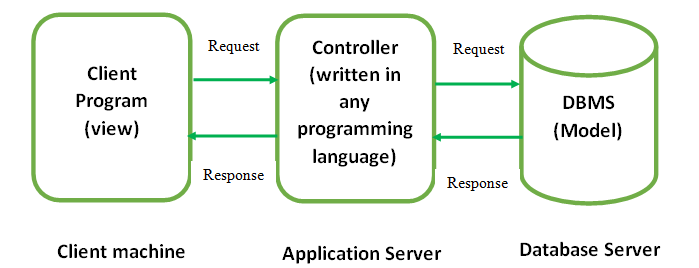 Client
Program
(view)
Request
Response
Controller
(written in
any
programming
language)
Request
Response
DBMS
(Model)
Client machine
Application Server
Database Server